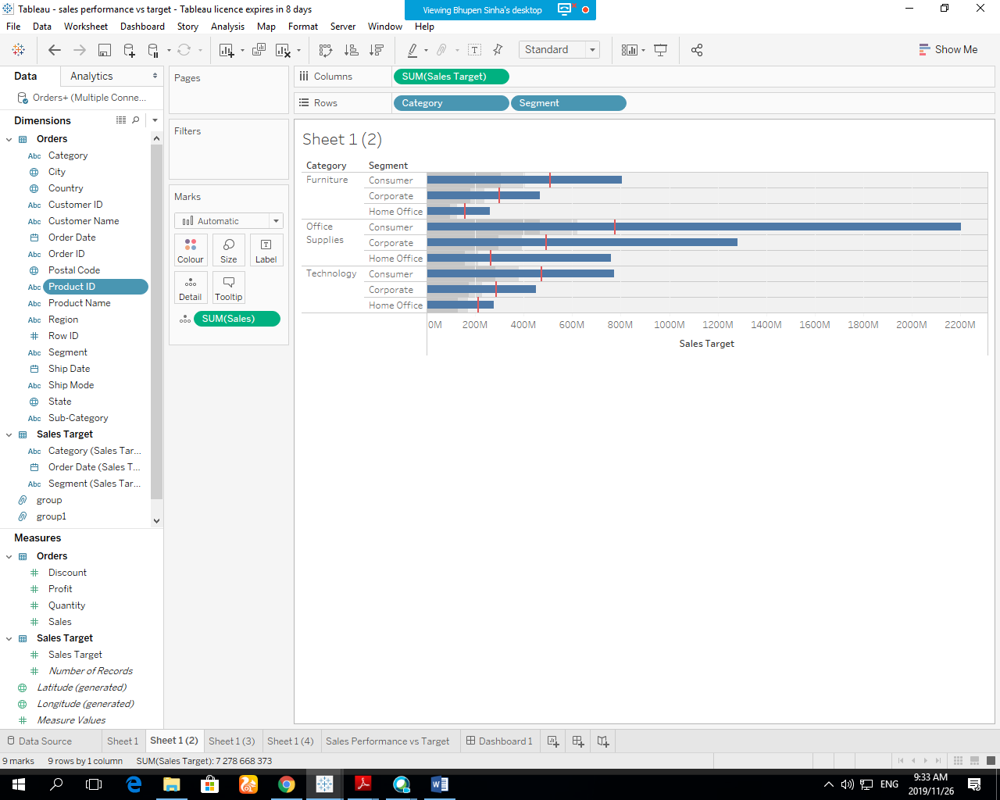 Tableau - sales performance vs target - Tableau licence expires in 8 days
Viewing Bhupen Sinha's desktop
File Data Worksheet Dashboard Story Analysis Map Format Server Window Help
Standard
Show Me
Data Analytics
Orders+ (Multiple Conne...
Dimensions
Orders
Abc Category
City
Country
Abc Customer ID
Abc Customer Name
Order Date
Abc Order ID
Postal Code
Abc Product ID
Abc Product Name
Region
Row ID
Abc Segment
Ship Date
Abc Ship Mode
State
Abc Sub-Category
Sales Target
Abc Category (Sales Tar...
Order Date (Sales T...
Abc Segment (Sales Tar...
group
group1
Measures
Orders
Discount
Profit
Quantity
Sales
Sales Target
Sales Target
Number of Records
Latitude (generated)
Longitude (generated)
Measure Values
Pages
Filters
Marks
Automatic
Colour Size Label
Detail Tooltip
SUM(Sales)
Columns SUM(Sales Target)
Rows Category Segment
Sheet 1 (2)
Category Segment
Furniture Consumer
Corporate
Home Office
Office Supplies Consumer
Corporate
Home Office
Technology Consumer
Corporate
Home Office
0M 200M 400M 600M 800M 1000M 1200M 1400M 1600M 1800M 2000M 2200M
Sales Target
Data Source Sheet 1 Sheet 1 (2) Sheet 1 (3) Sheet 1 (4) Sales Performance vs Target Dashboard 1
9 marks 9 rows by 1 column SUM(Sales Target): 7 278 668 373
ENG
9:33 AM
2019/11/26